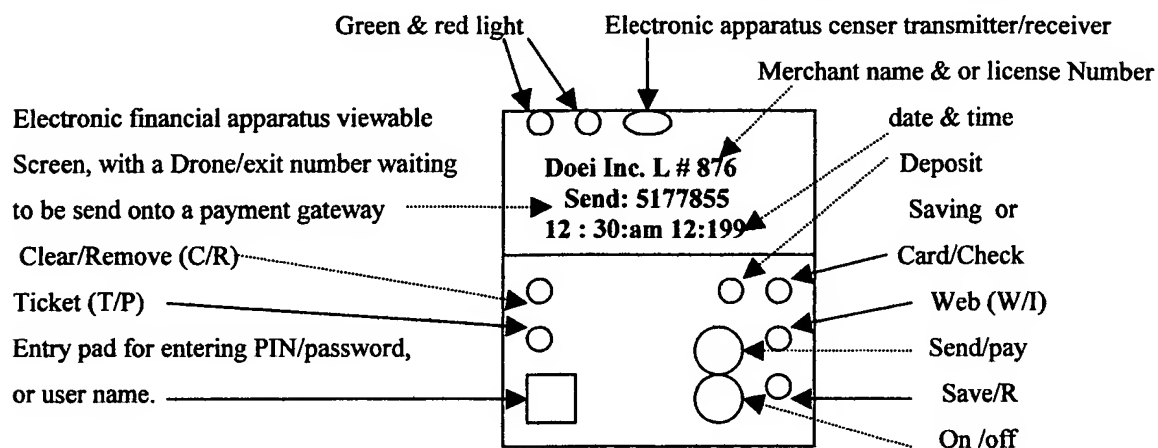 Green & red light
Electronic apparatus censer transmitter/receiver
Merchant name & or license Number
Electronic financial apparatus viewable
Screen, with a Drone/exit number waiting
to be send onto a payment gateway
Clear/Remove (C/R)
Ticket (T/P)
Entry pad for entering PIN/password,
or user name.
Doei Inc. L # 876
Send: 5177855
12 : 30:am 12:199
date & time
Deposit
Saving or
Card/Check
Web (W/I)
Send/pay
Save/R
On /off